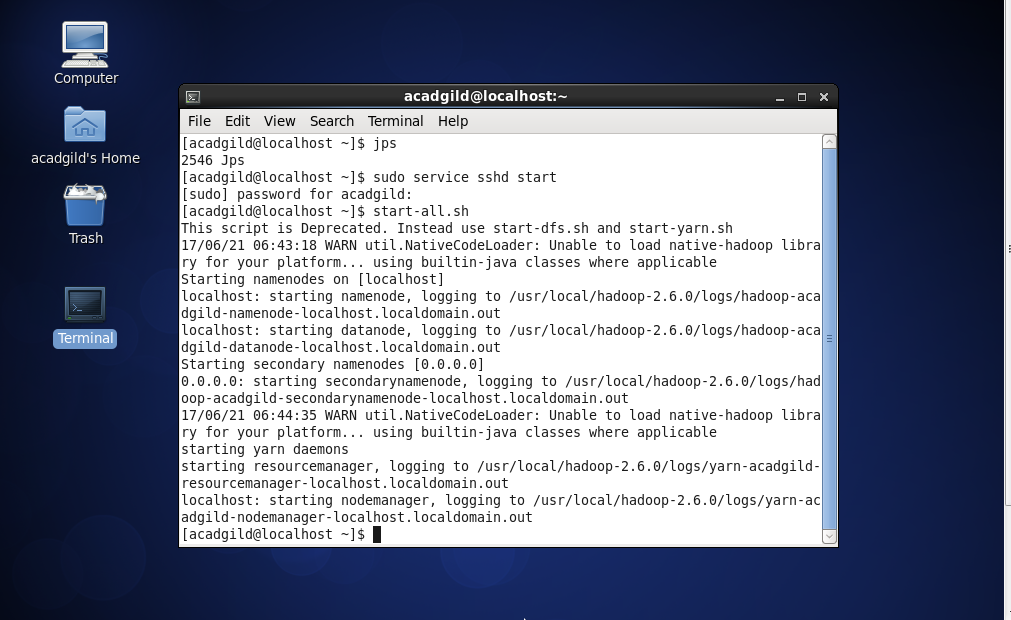 Computer
acadgild's Home
Trash
Terminal
acadgild@localhost:~
File Edit View Search Terminal Help
[acadgild@localhost ~]$ jps
2546 Jps
[acadgild@localhost ~]$ sudo service sshd start
[sudo] password for acadgild:
[acadgild@localhost ~]$ start-all.sh
This script is Deprecated. Instead use start-dfs.sh and start-yarn.sh
17/06/21 06:43:18 WARN util.NativeCodeLoader: Unable to load native-hadoop libra
ry for your platform... using builtin-java classes where applicable
Starting namenodes on [localhost]
localhost: starting namenode, logging to /usr/local/hadoop-2.6.0/logs/hadoop-aca
dgild-namenode-localhost.localdomain.out
localhost: starting datanode, logging to /usr/local/hadoop-2.6.0/logs/hadoop-aca
dgild-datanode-localhost.localdomain.out
Starting secondary namenodes [0.0.0.0]
0.0.0.0: starting secondarynamenode, logging to /usr/local/hadoop-2.6.0/logs/had
oop-acadgild-secondarynamenode-localhost.localdomain.out
17/06/21 06:44:35 WARN util.NativeCodeLoader: Unable to load native-hadoop libra
ry for your platform... using builtin-java classes where applicable
starting yarn daemons
starting resourcemanager, logging to /usr/local/hadoop-2.6.0/logs/yarn-acadgild-
resourcemanager-localhost.localdomain.out
localhost: starting nodemanager, logging to /usr/local/hadoop-2.6.0/logs/yarn-ac
adgild-nodemanager-localhost.localdomain.out
[acadgild@localhost ~]$